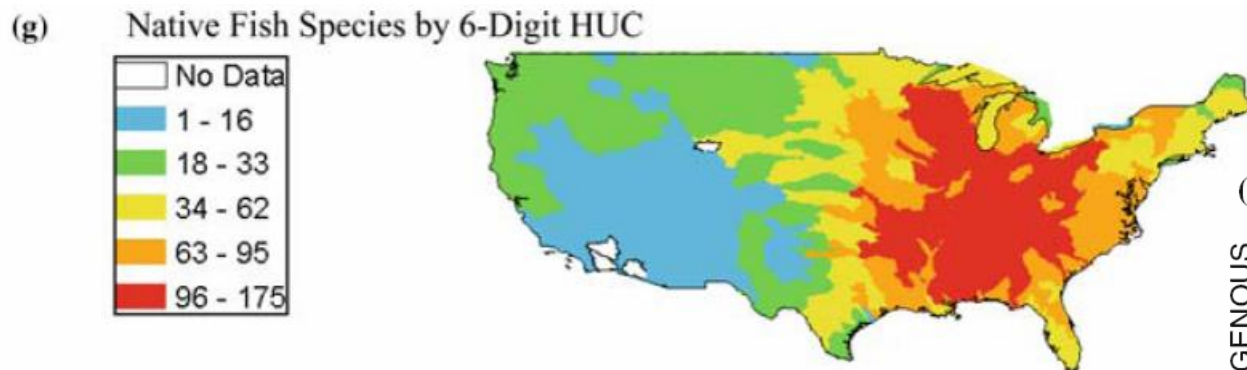 (g) Native Fish Species by 6-Digit HUC
No Data
1 - 16
18 - 33
34 - 62
63 - 95
96 - 175
(
GENOUS